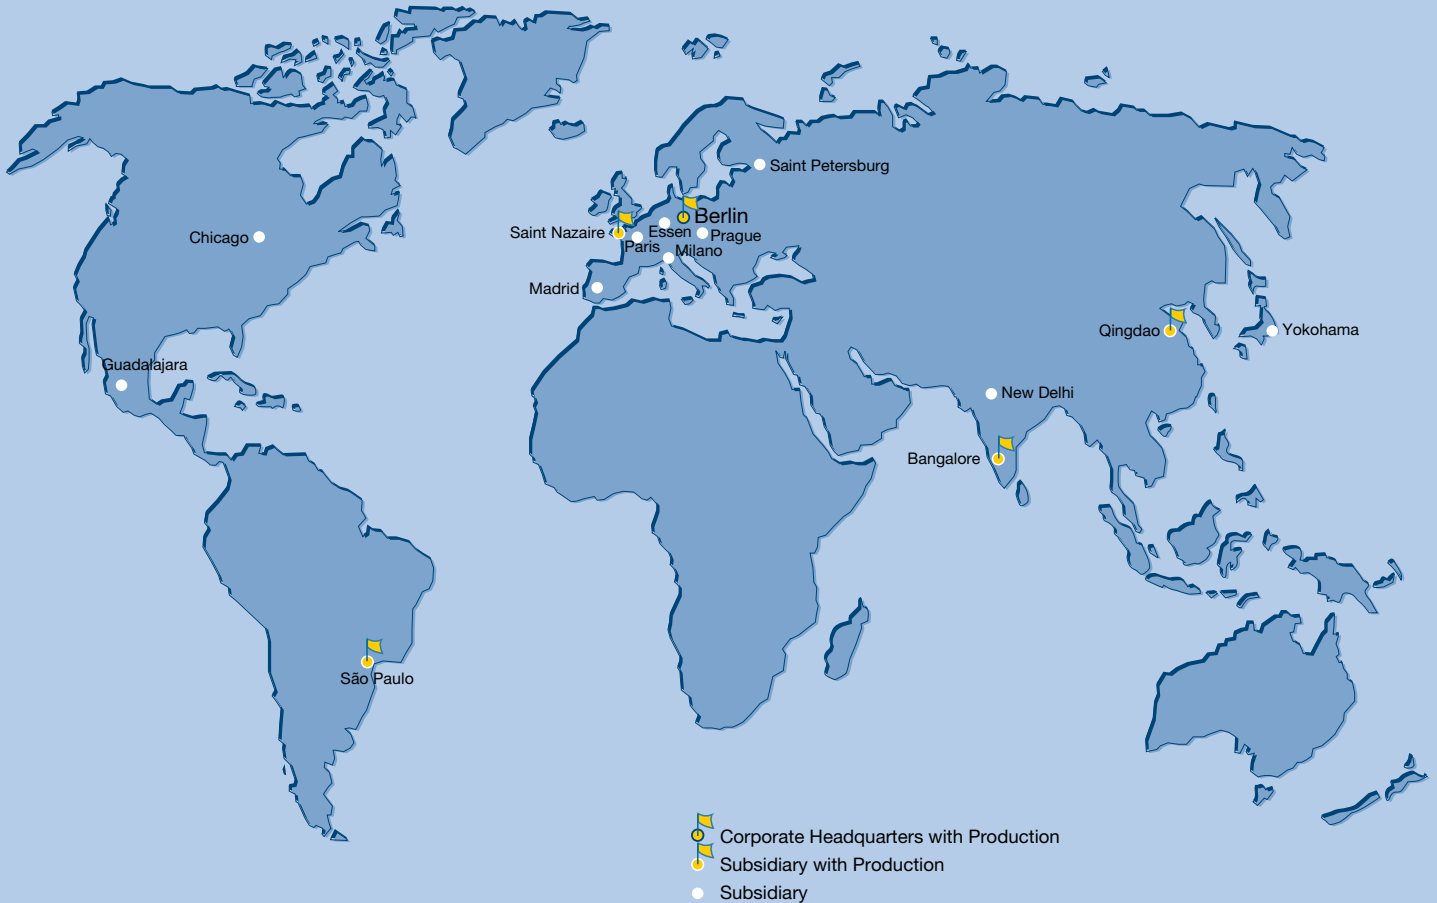 Saint Petersburg
Berlin
Saint Nazaire
Essen
Prague
Paris
Milano
Chicago
Madrid
Qingdao
Yokohama
Guadalajara
New Delhi
Bangalore
São Paulo
Corporate Headquarters with Production
Subsidiary with Production
Subsidiary